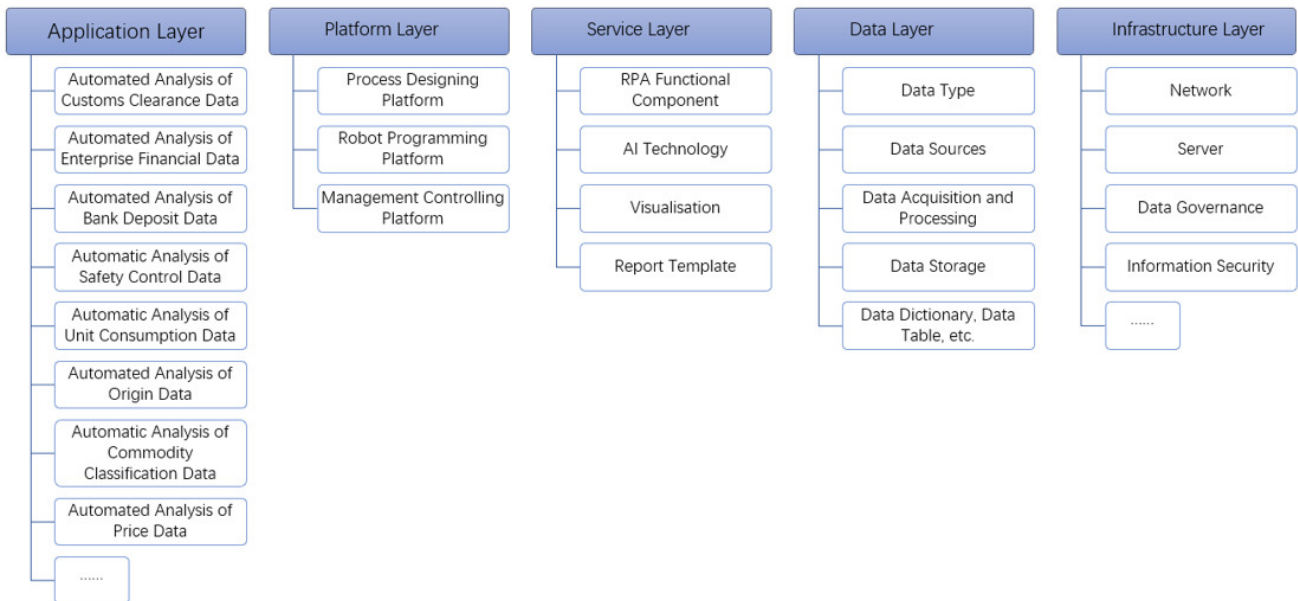 Application Layer
Automated Analysis of
Customs Clearance Data
Automated Analysis of
Enterprise Financial Data
Automated Analysis of
Bank Deposit Data
Automatic Analysis of
Safety Control Data
Automatic Analysis of
Unit Consumption Data
Automated Analysis of
Origin Data
Automatic Analysis of
Commodity
Classification Data
Automated Analysis of
Price Data
......
Platform Layer
Process Designing
Platform
Robot Programming
Platform
Management Controlling
Platform
Service Layer
RPA Functional
Component
AI Technology
Visualisation
Report Template
Data Layer
Data Type
Data Sources
Data Acquisition and
Processing
Data Storage
Data Dictionary, Data
Table, etc.
Infrastructure Layer
Network
Server
Data Governance
Information Security
......